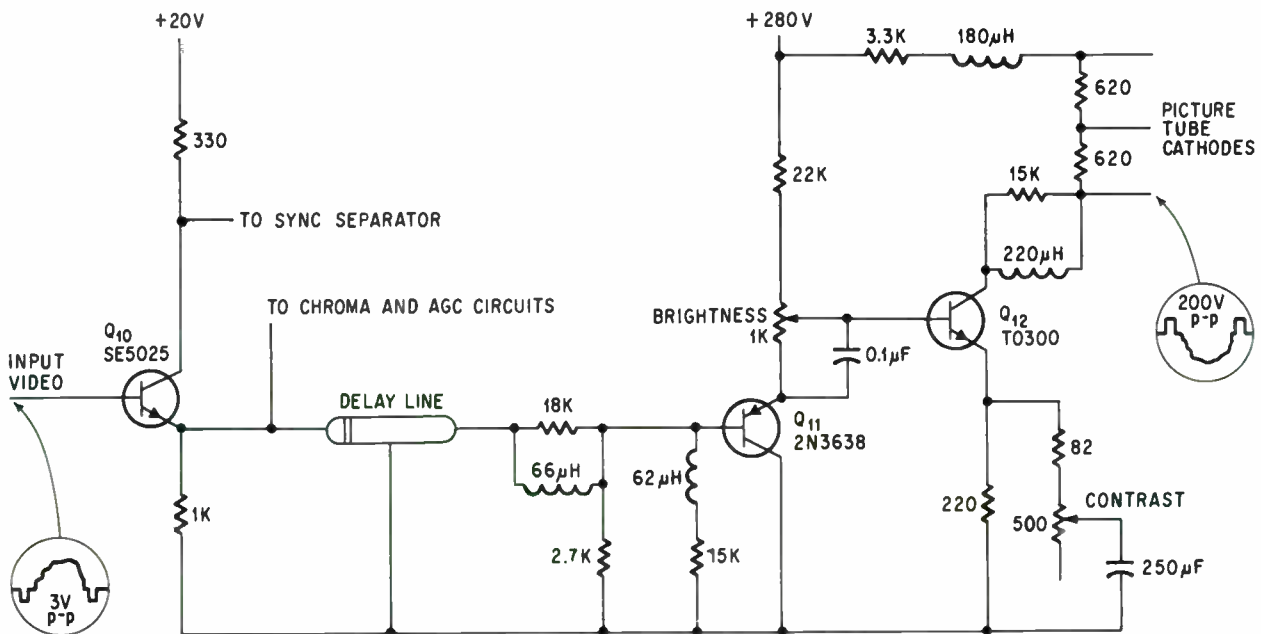 +20V
330
TO SYNC SEPARATOR
TO CHROMA AND AGC CIRCUITS
Q10
SE5025
INPUT
VIDEO
3V
p-p
1K
DELAY LINE
18K
66µH
2.7K
62µH
15K
+280V
3.3K
180µH
22K
620
620
PICTURE
TUBE
CATHODES
15K
220µH
BRIGHTNESS
1K
0.1µF
Q11
2N3638
Q12
T0300
200V
p-p
82
220
500
CONTRAST
250µF